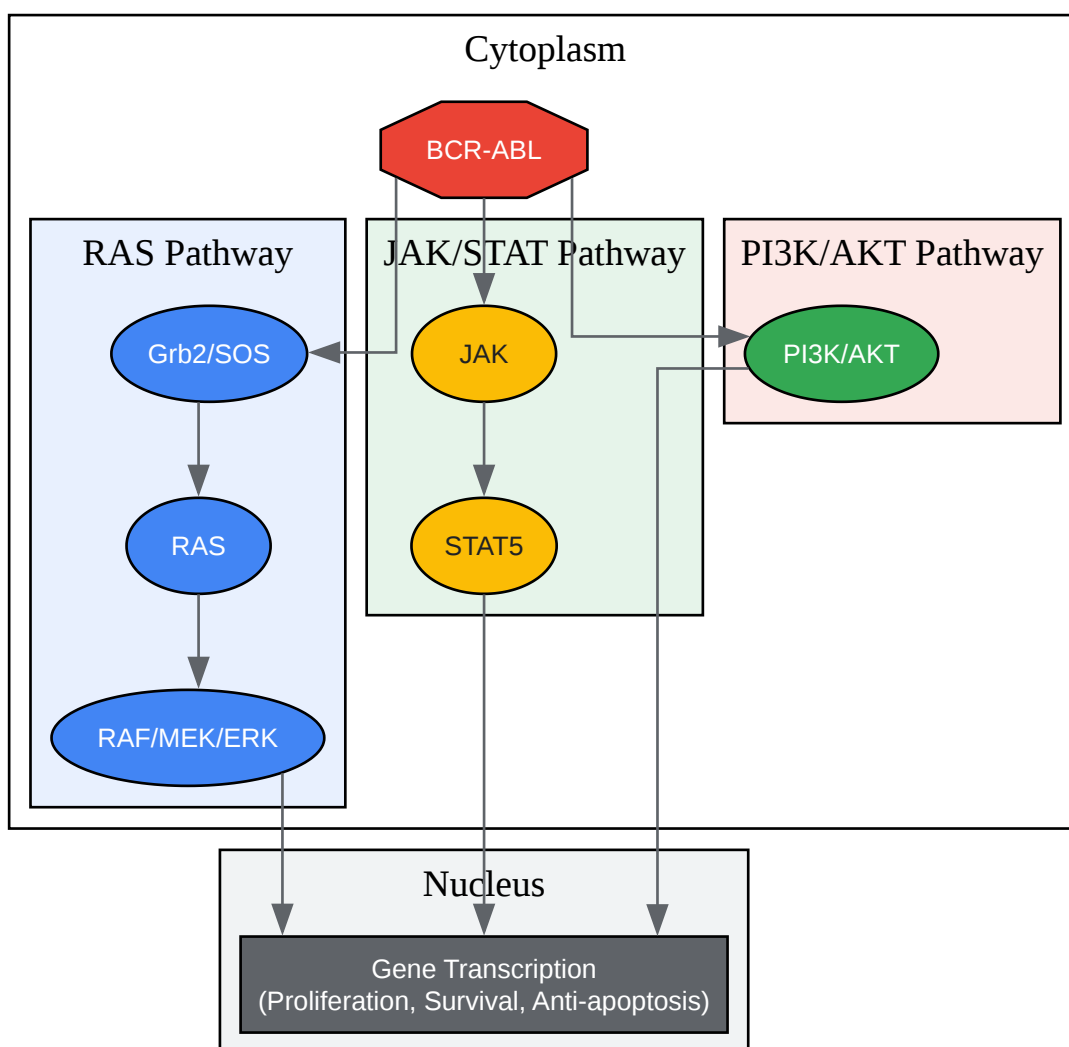 Cytoplasm
BCR-ABL
RAS Pathway
JAK/STAT Pathway
PI3K/AKT Pathway
Grb2/SOS
JAK
PI3K/AKT
RAS
STAT5
RAF/MEK/ERK
Nucleus
Gene Transcription
(Proliferation, Survival, Anti-apoptosis)